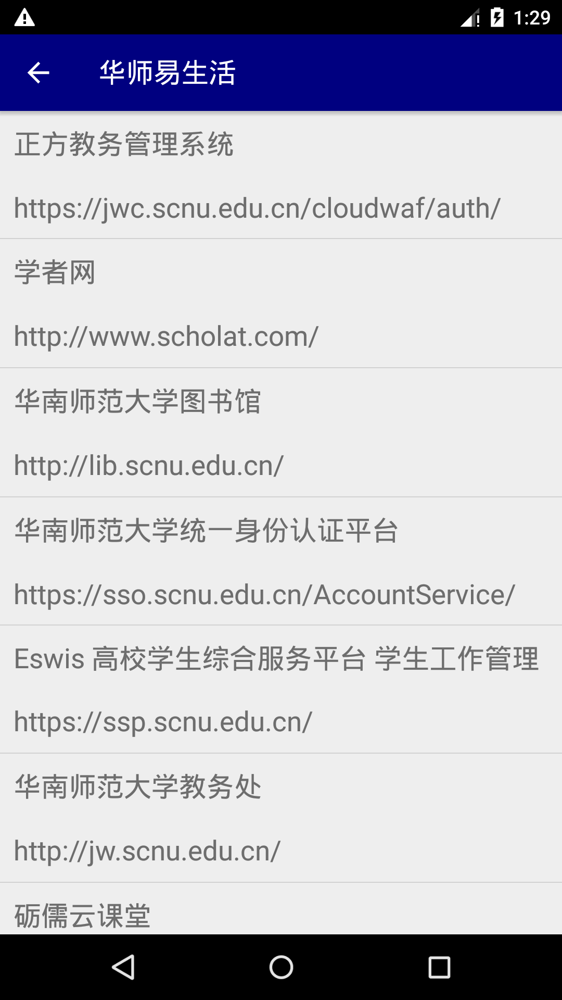 1:29
华师易生活
正方教务管理系统
https://jwc.scnu.edu.cn/cloudwaf/auth/
学者网
http://www.scholat.com/
华南师范大学图书馆
http://lib.scnu.edu.cn/
华南师范大学统一身份认证平台
https://sso.scnu.edu.cn/AccountService/
Eswis 高校学生综合服务平台 学生工作管理
https://ssp.scnu.edu.cn/
华南师范大学教务处
http://jw.scnu.edu.cn/
砺儒云课堂